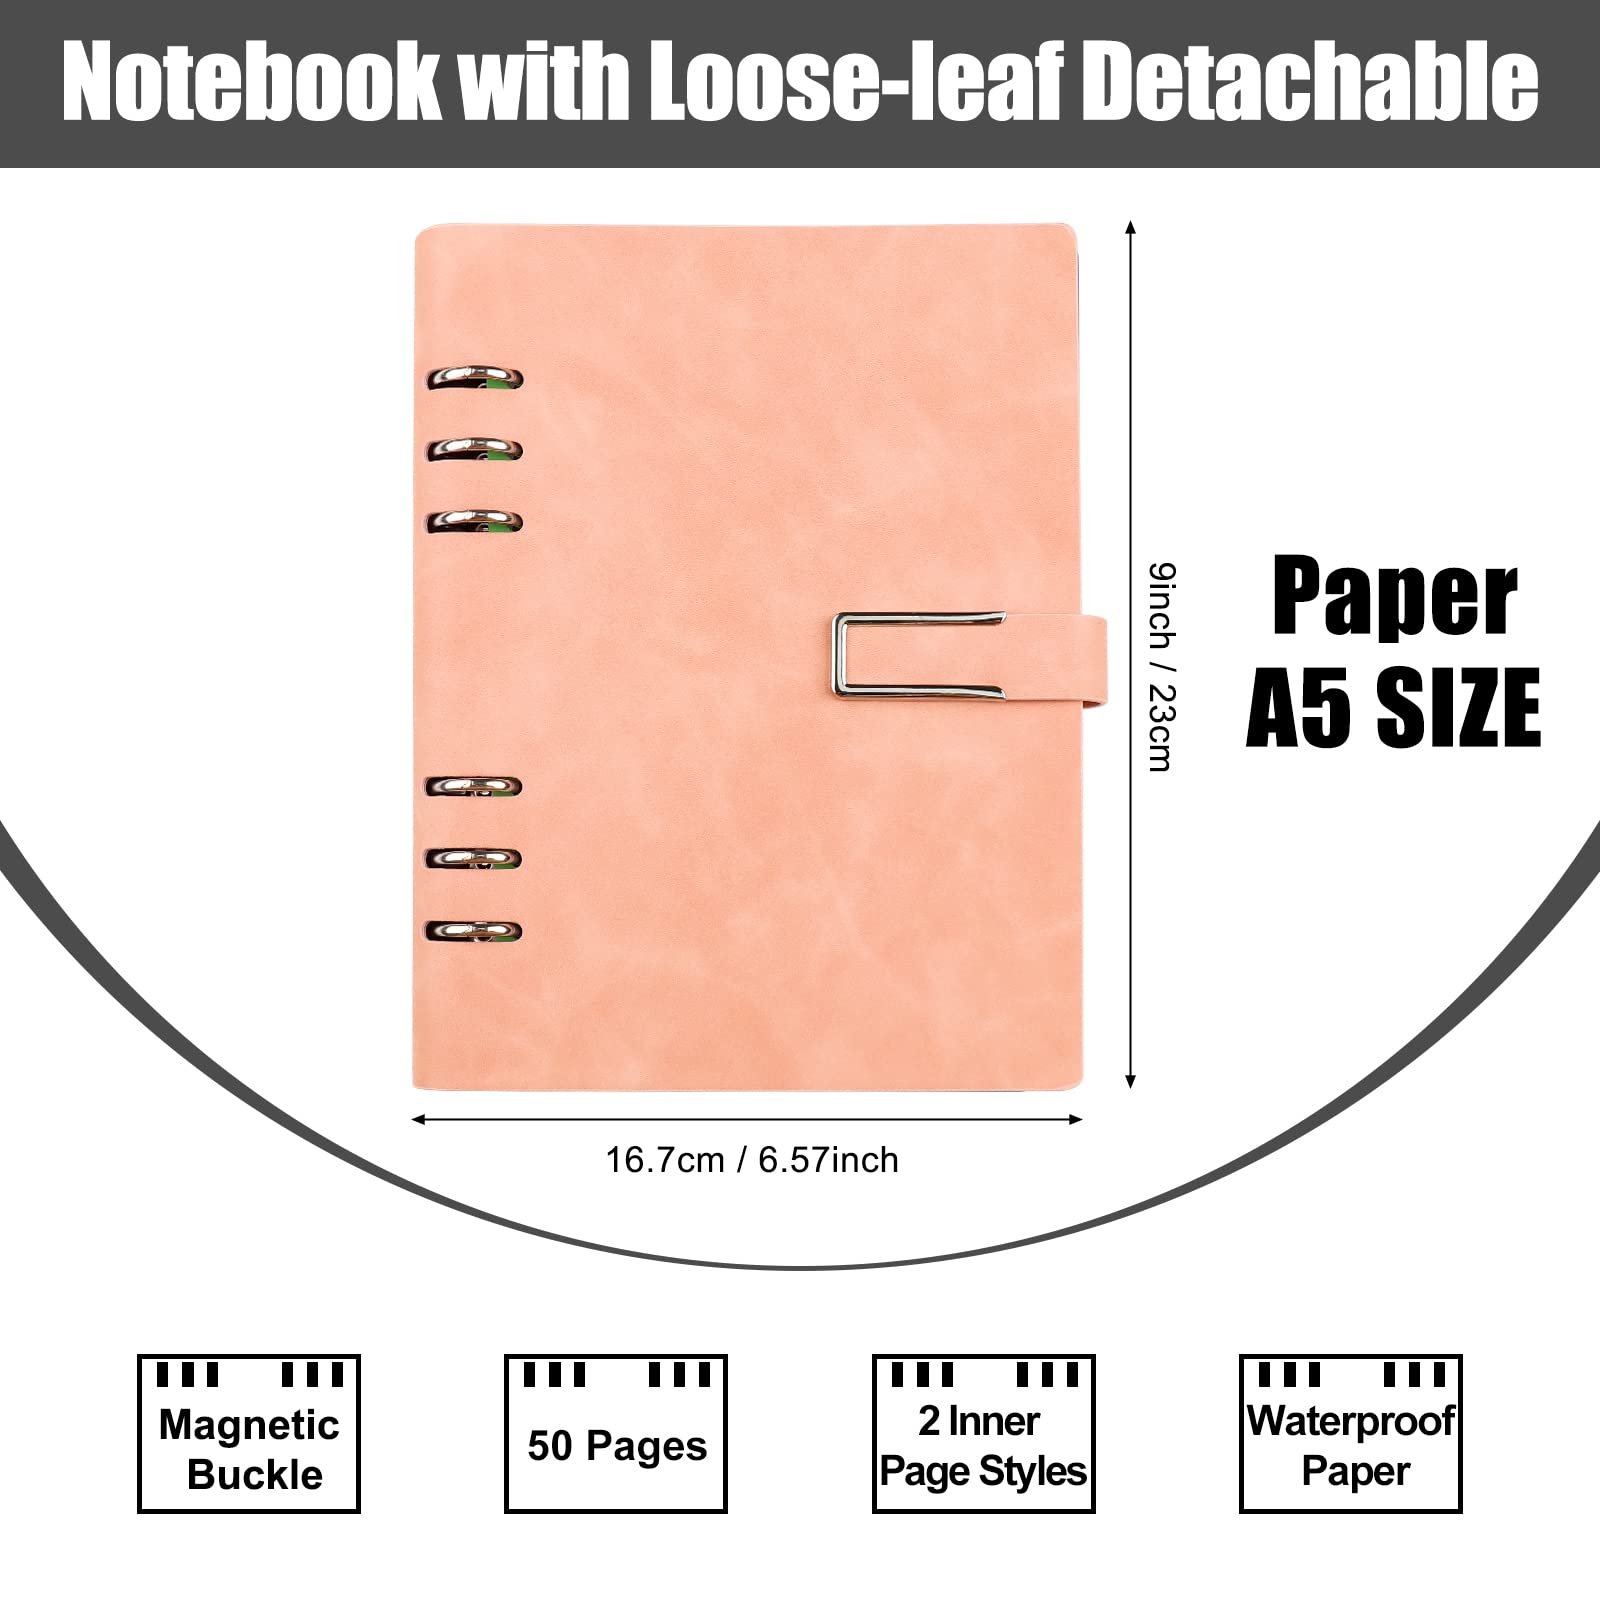 Notebook with Loose-leaf Detachable
9inch / 23cm
Paper
A5 SIZE
16.7cm / 6.57inch
Magnetic
Buckle
50 Pages
2 Inner
Page Styles
Waterproof
Paper